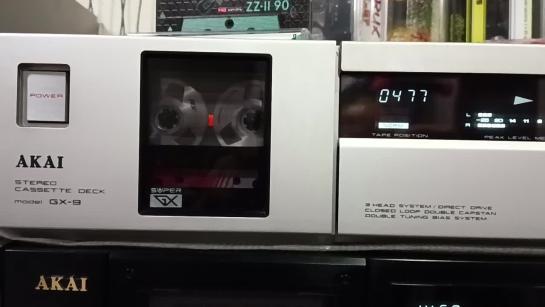 ZZ-II 90
POWER
AKAI
STEREO
CASSETTE DECK
model GX-9
SUPER
GX
0477
TAPE POSITION
PEAK LEVEL ME
L
R
3 HEAD SYSTEM / DIRECT DRIVE
CLOSED LOOP DOUBLE CAPSTAN
DOUBLE TUNING BIAS SYSTEM
AKAI